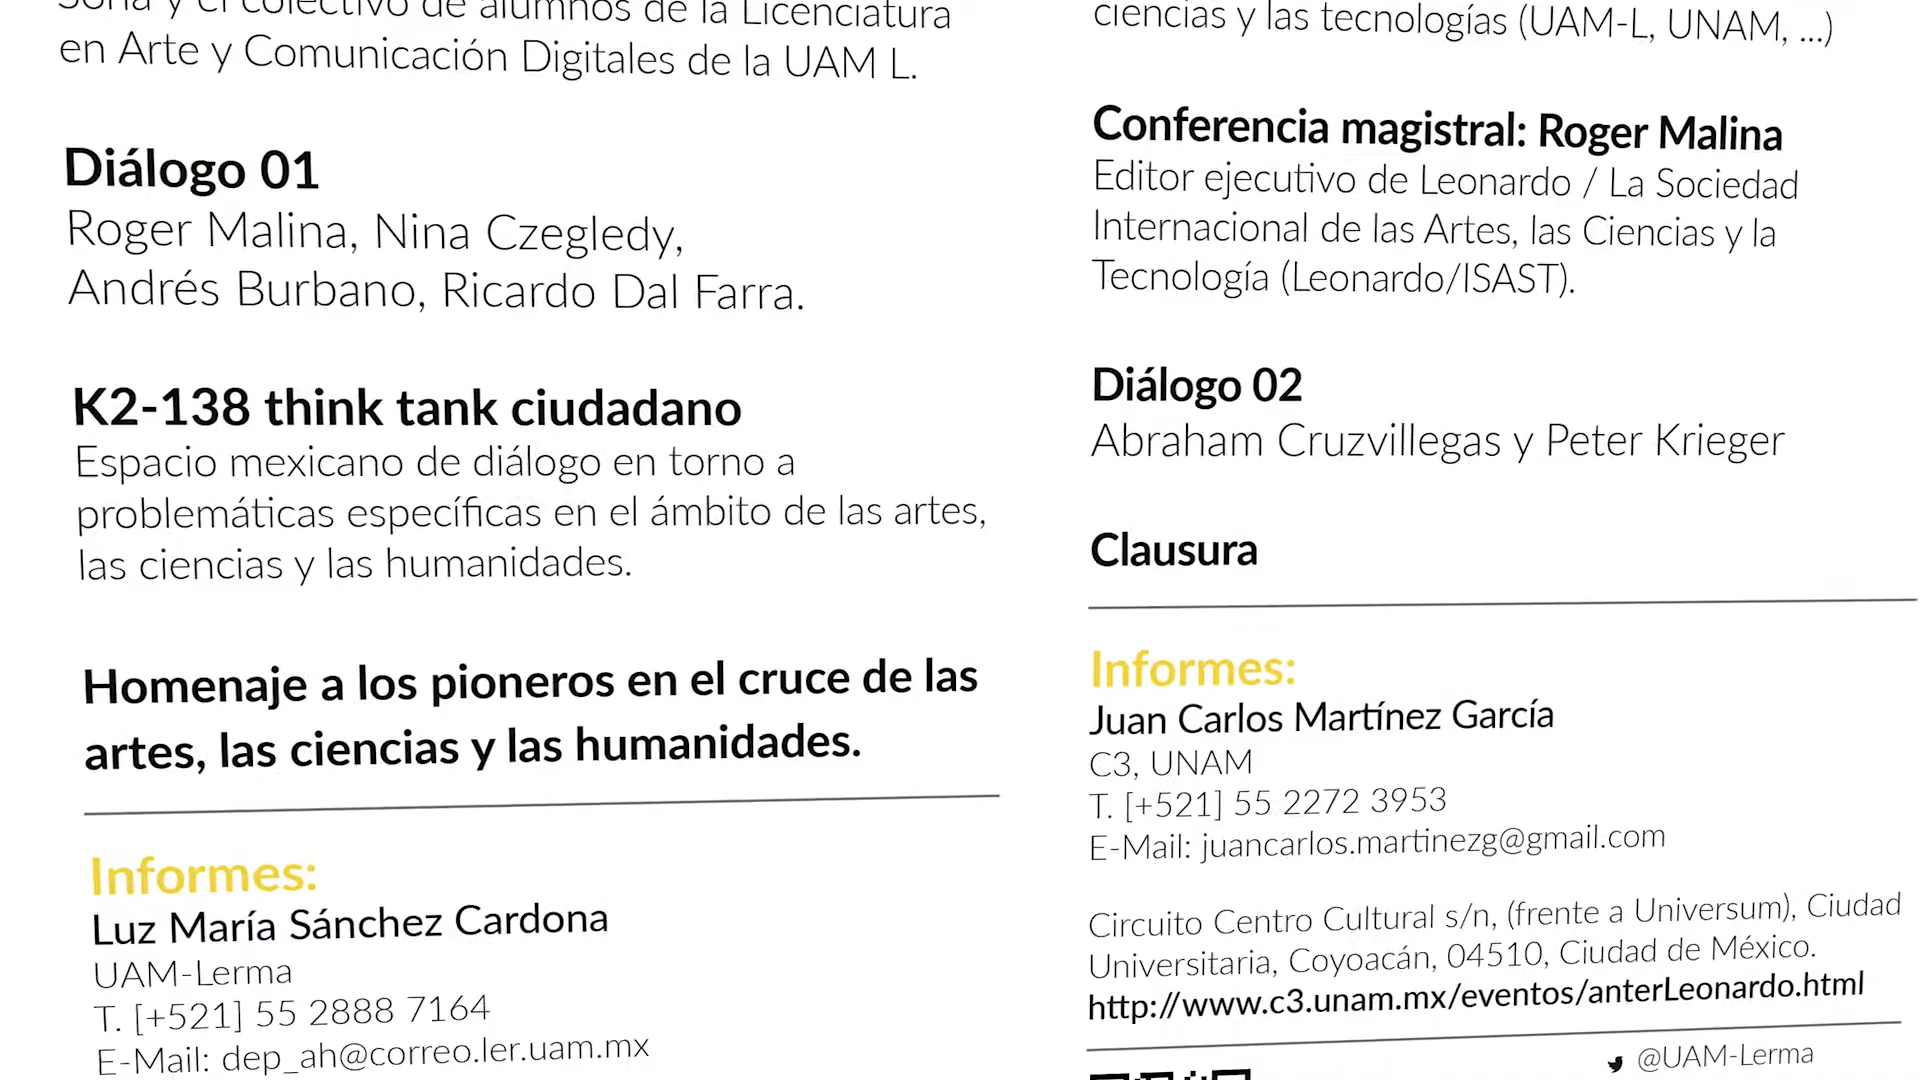 Soria y el colectivo de alumnos de la Licenciatura
en Arte y Comunicación Digitales de la UAM L.
Diálogo 01
Roger Malina, Nina Czegledy,
Andrés Burbano, Ricardo Dal Farra.
K2-138 think tank ciudadano
Espacio mexicano de diálogo en torno a
problemáticas específicas en el ámbito de las artes,
las ciencias y las humanidades.
Homenaje a los pioneros en el cruce de las
artes, las ciencias y las humanidades.
Informes:
Luz María Sánchez Cardona
UAM-Lerma
T. [+521] 55 2888 7164
E-Mail: dep_ah@correo.ler.uam.mx
ciencias y las tecnologías (UAM-L, UNAM, ...)
Conferencia magistral: Roger Malina
Editor ejecutivo de Leonardo / La Sociedad
Internacional de las Artes, las Ciencias y la
Tecnología (Leonardo/ISAST).
Diálogo 02
Abraham Cruzvillegas y Peter Krieger
Clausura
Informes:
Juan Carlos Martínez García
C3, UNAM
T. [+521] 55 2272 3953
E-Mail: juancarlos.martinezg@gmail.com
Circuito Centro Cultural s/n, (frente a Universum), Ciudad
Universitaria, Coyoacán, 04510, Ciudad de México.
http://www.c3.unam.mx/eventos/anterLeonardo.html
@UAM-Lerma